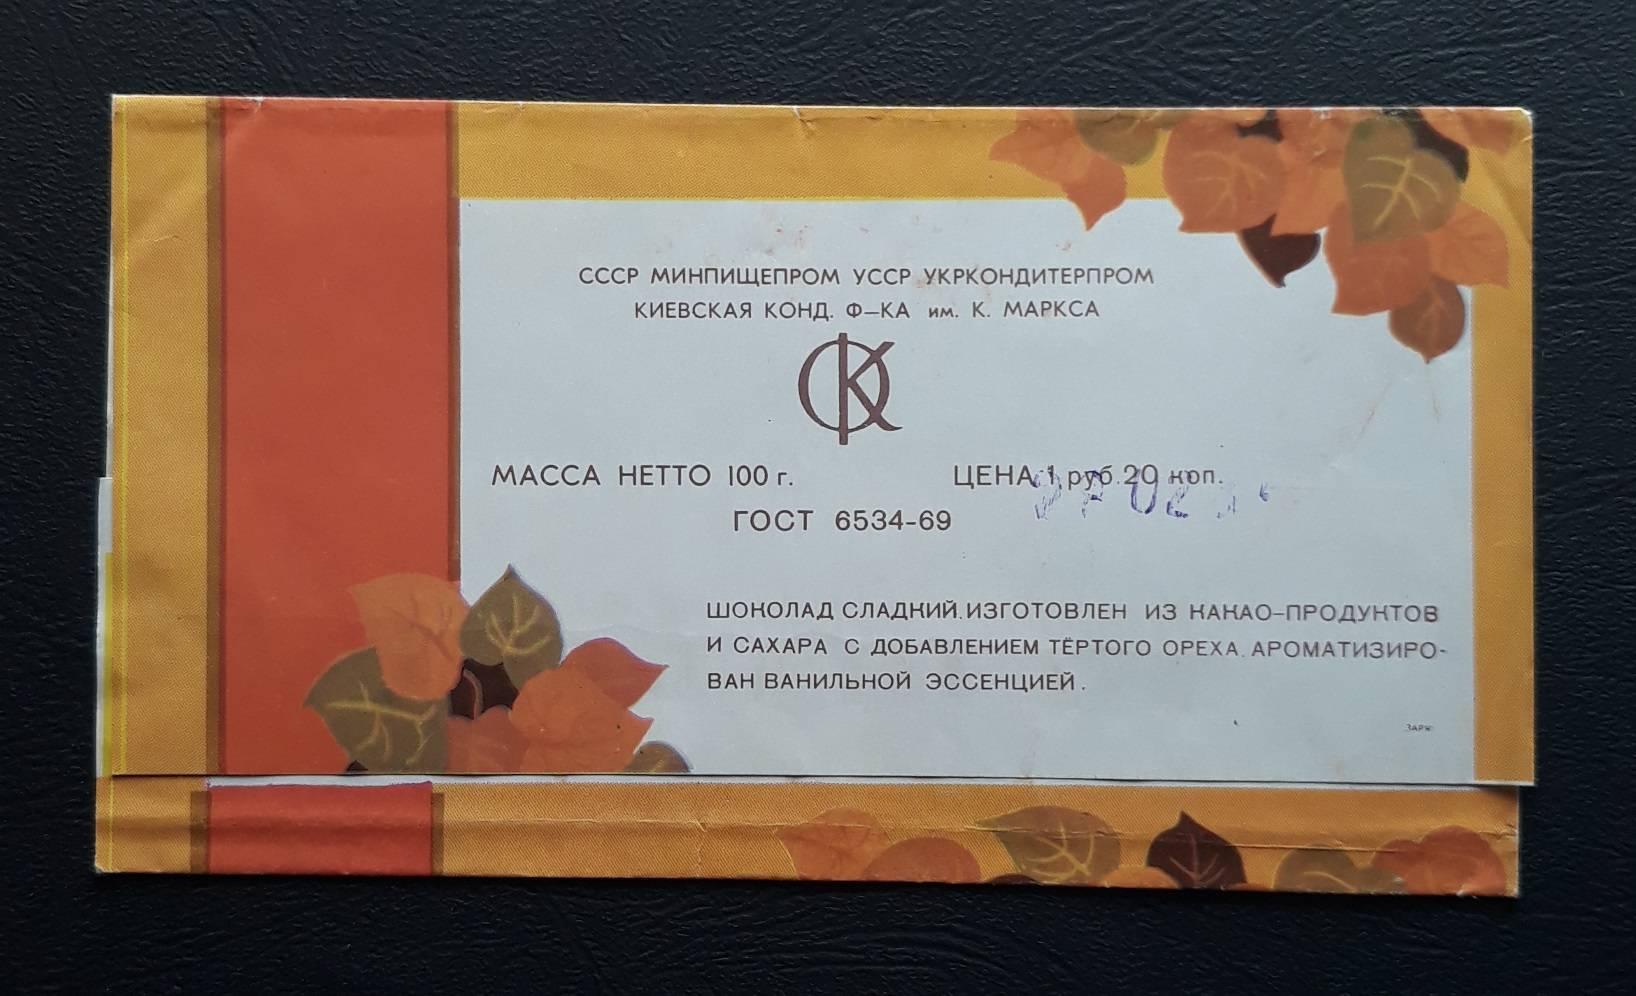 СССР МИНПИЩЕПРОМ УССР УКРКОНДИТЕРПРОМ
КИЕВСКАЯ КОНД. Ф–КА им. К. МАРКСА
МАССА НЕТТО 100 г. ЦЕНА 1 руб. 20 коп.
ГОСТ 6534-69
ШОКОЛАД СЛАДКИЙ. ИЗГОТОВЛЕН ИЗ КАКАО–ПРОДУКТОВ
И САХАРА С ДОБАВЛЕНИЕМ ТЁРТОГО ОРЕХА. АРОМАТИЗИРО-
ВАН ВАНИЛЬНОЙ ЭССЕНЦИЕЙ.